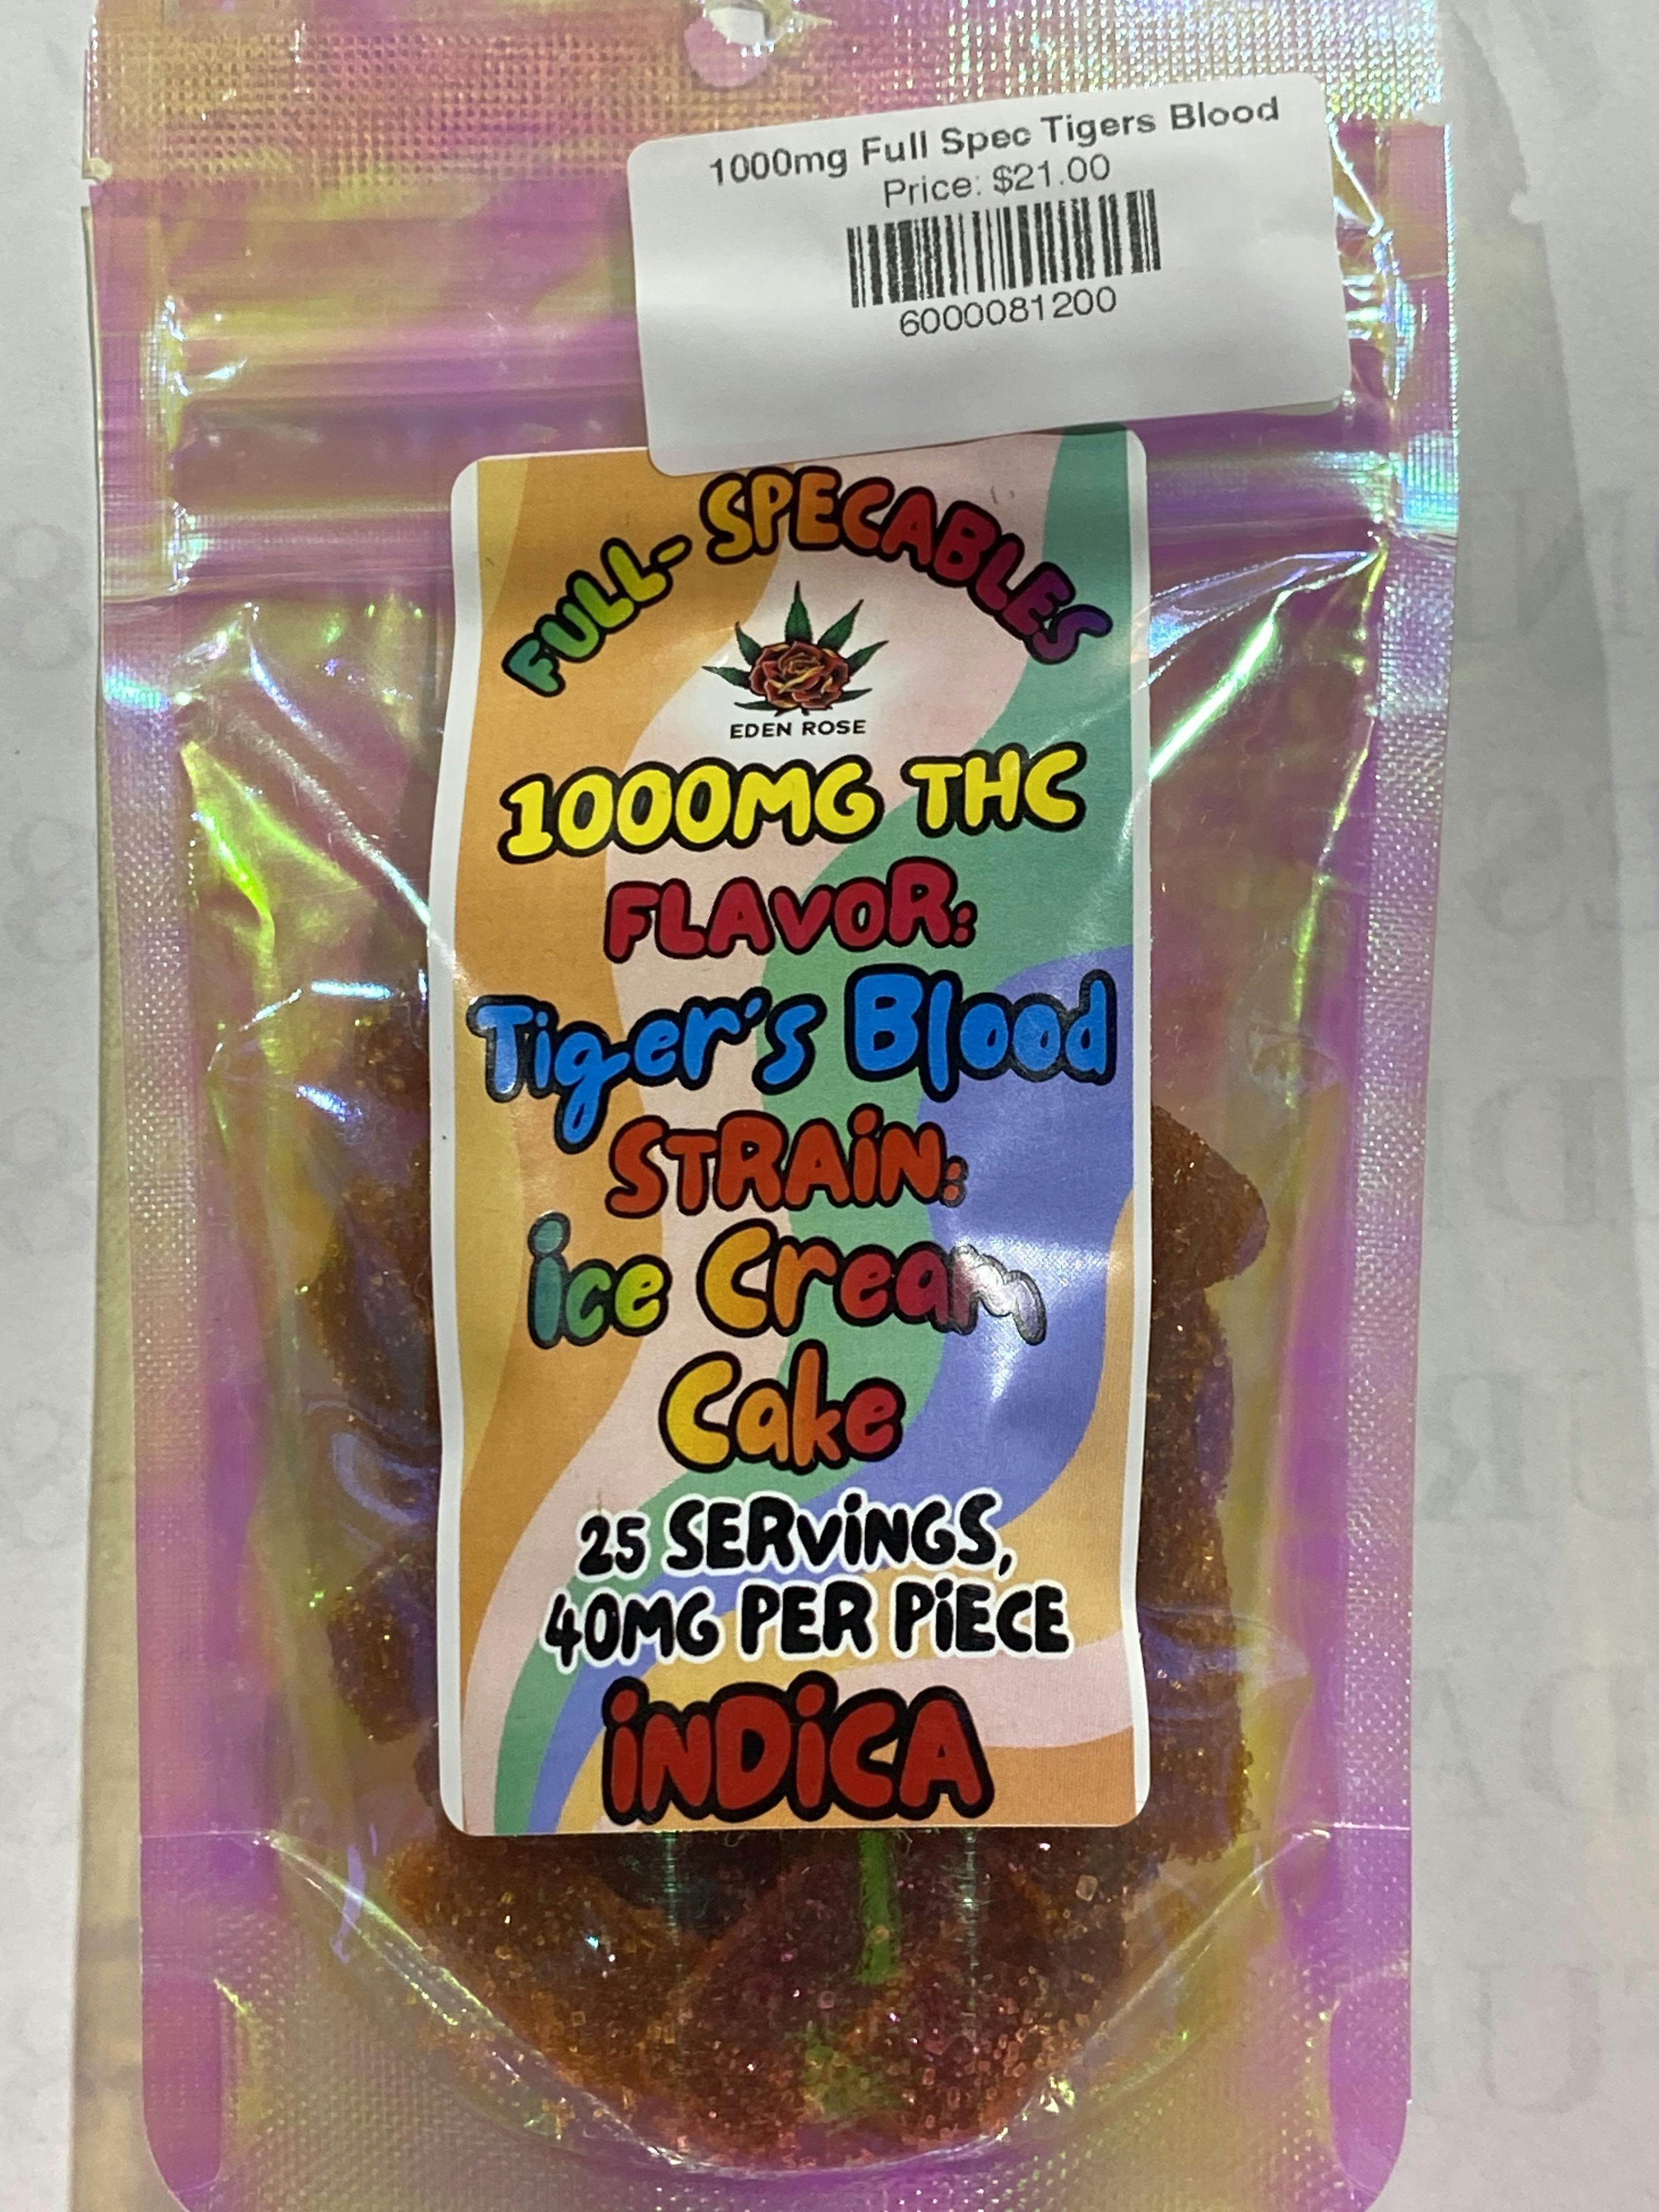 1000mg Full Spec Tigers Blood
Price: $21.00
6000081200
FULL-SPECABLES
EDEN ROSE
1000MG THC
FLAVOR:
Tiger's Blood
STRAiN:
ice Cream
Cake
25 SERViNGS,
40MG PER PiECE
iNDiCA